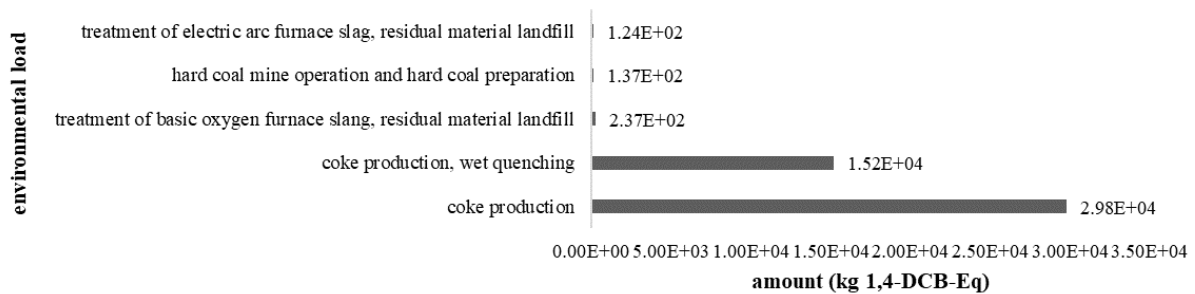 environmental load
treatment of electric arc furnace slag, residual material landfill
1.24E+02
hard coal mine operation and hard coal preparation
1.37E+02
treatment of basic oxygen furnace slang, residual material landfill
2.37E+02
coke production, wet quenching
1.52E+04
coke production
2.98E+04
0.00E+00 5.00E+03 1.00E+04 1.50E+04 2.00E+04 2.50E+04 3.00E+04 3.50E+04
amount (kg 1,4-DCB-Eq)